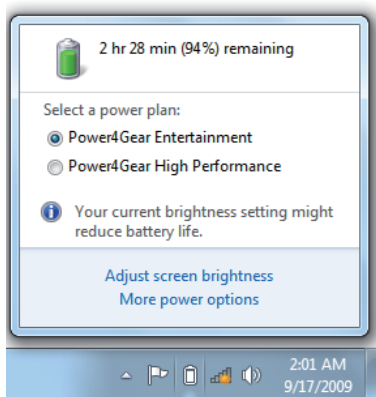 2 hr 28 min (94%) remaining
Select a power plan:
Power4Gear Entertainment
Power4Gear High Performance
Your current brightness setting might
reduce battery life.
Adjust screen brightness
More power options
2:01 AM
9/17/2009